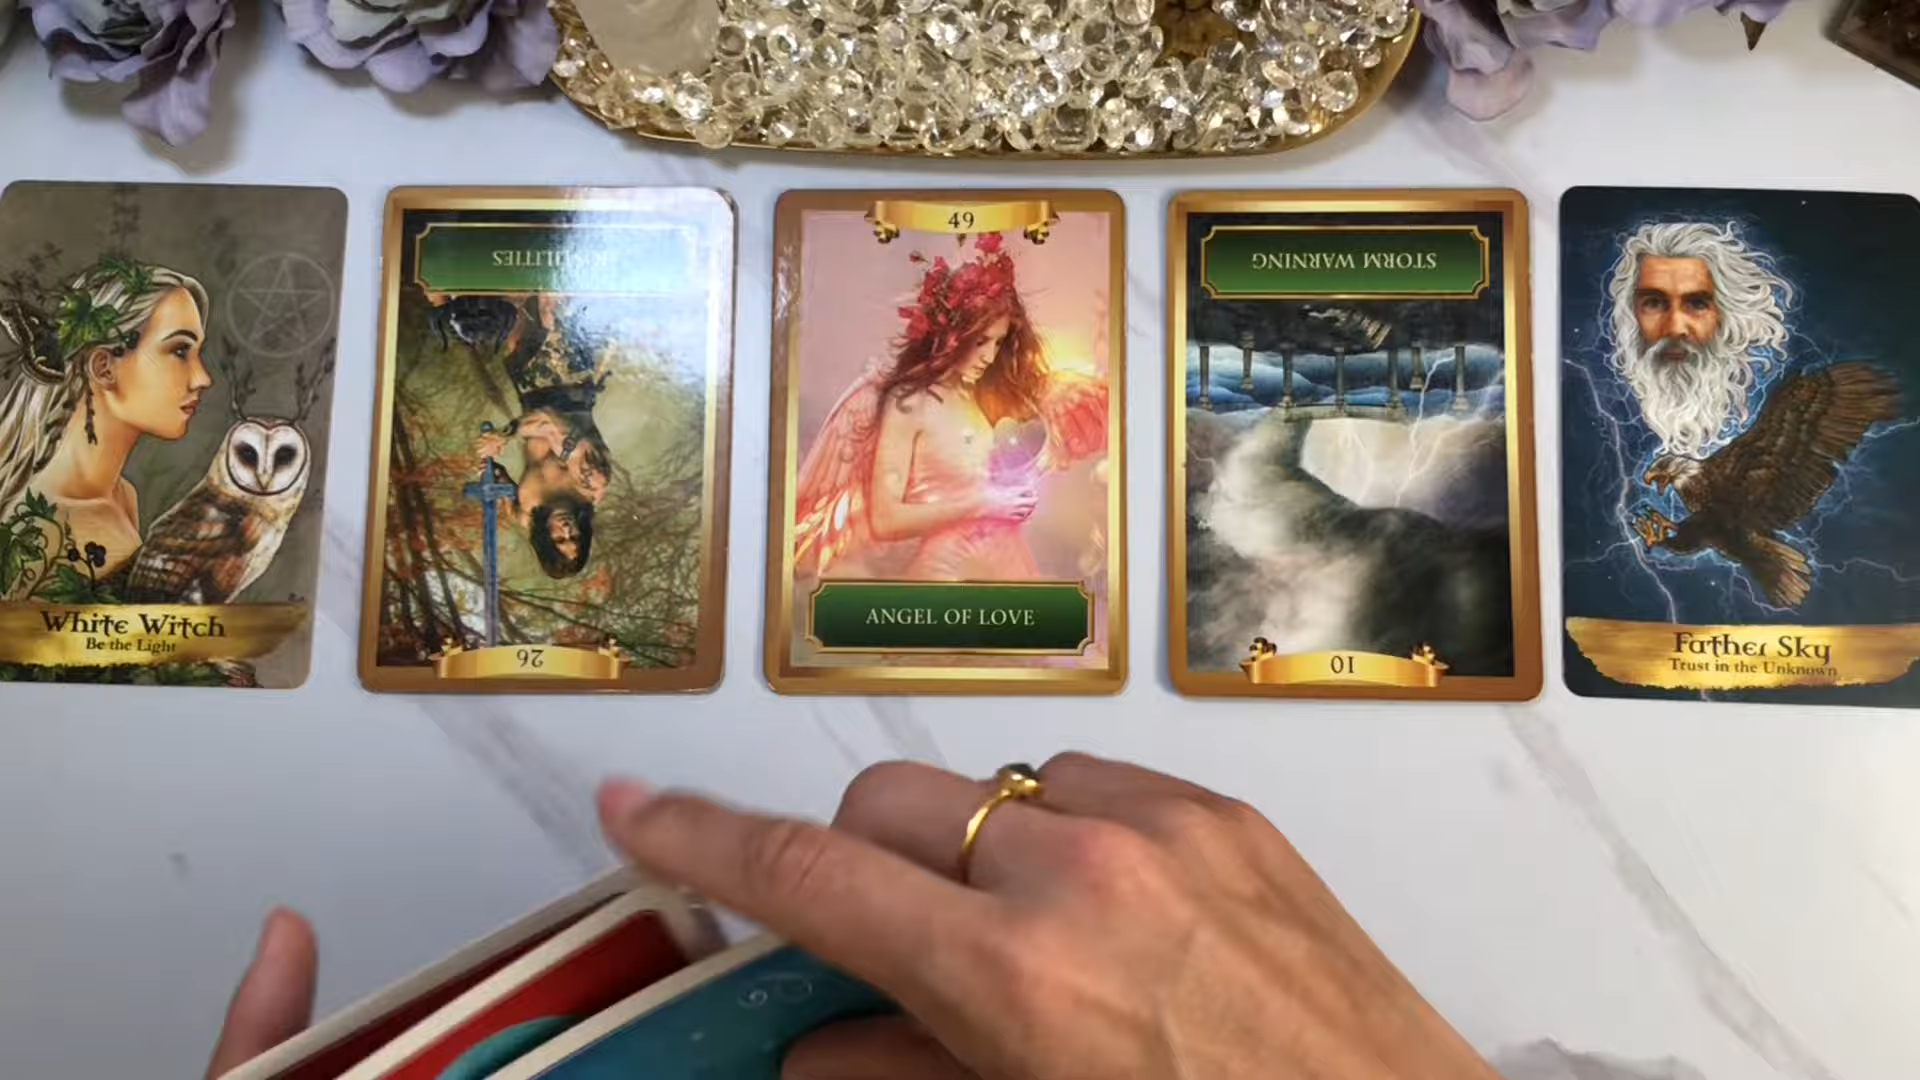 White Witch
Be the Light
26
49
ANGEL OF LOVE
STORM WARNING
10
Father Sky
Trust in the Unknown